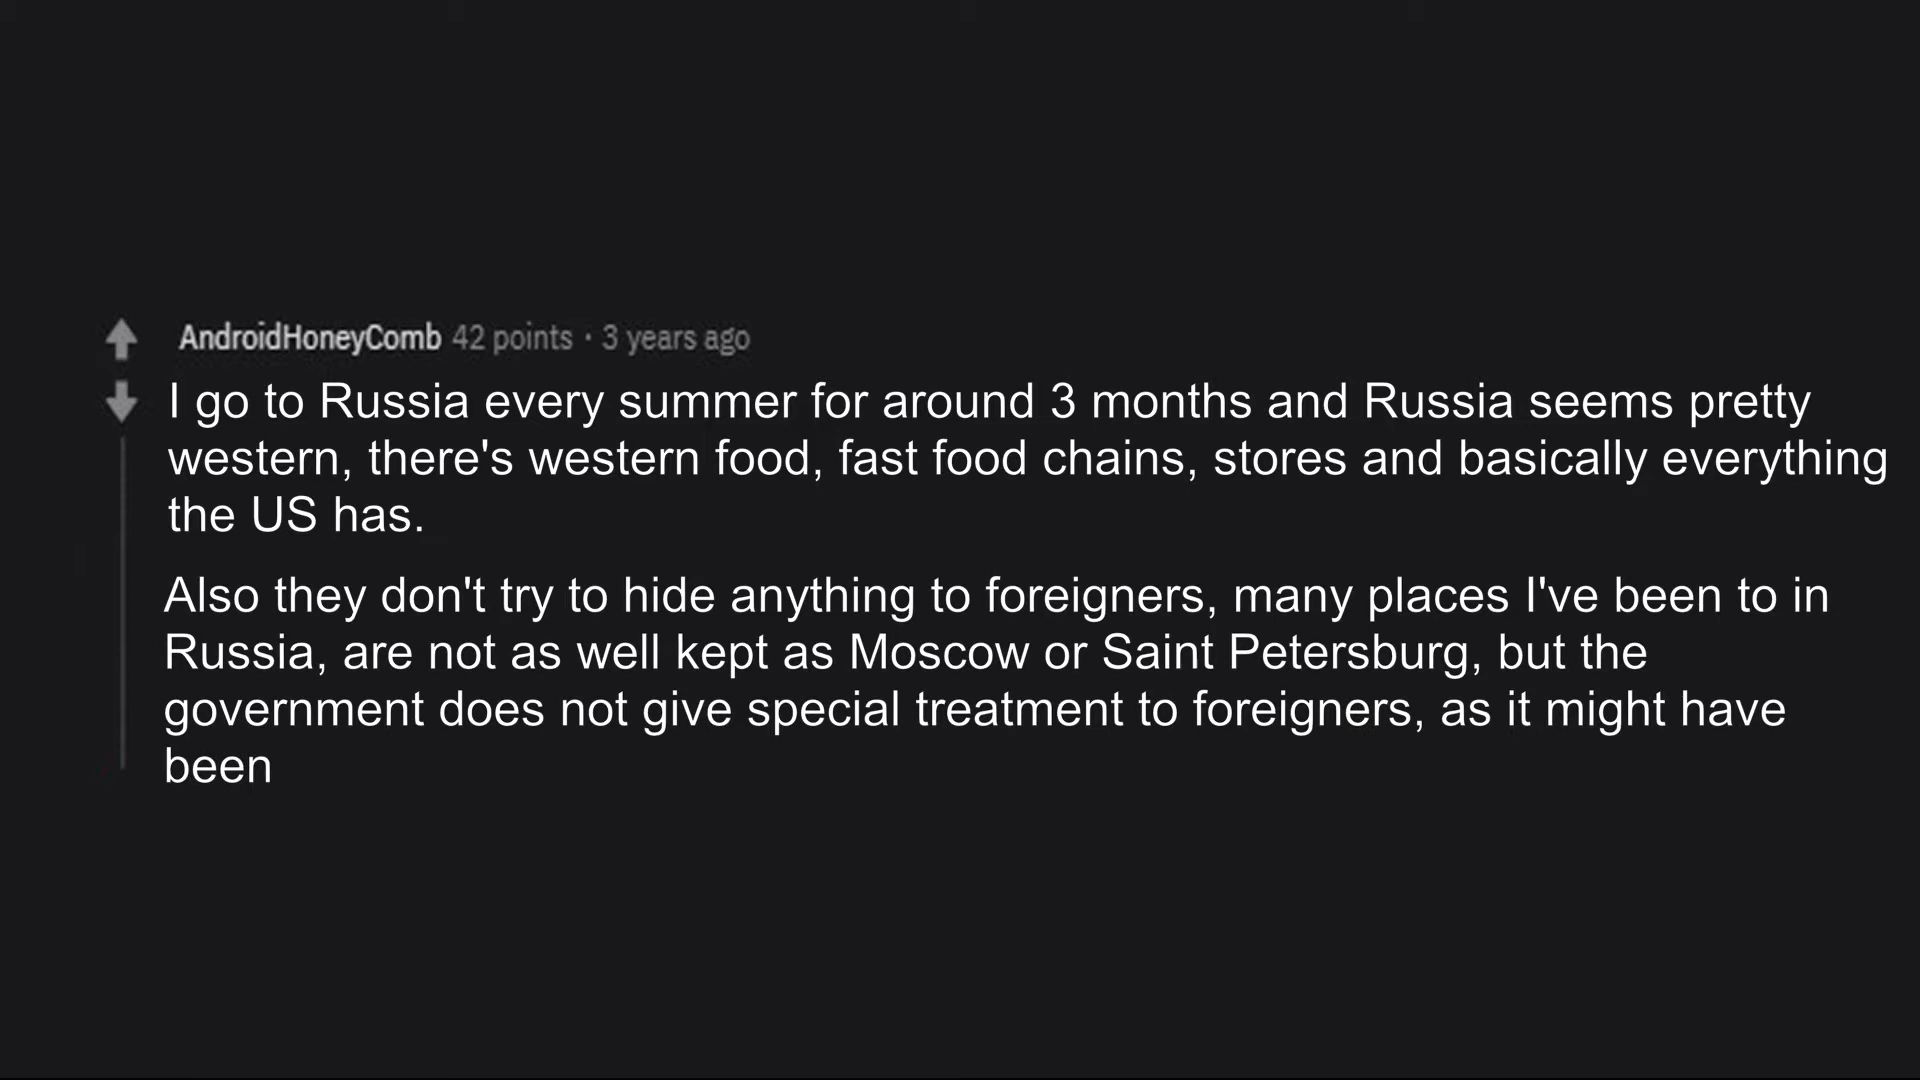 AndroidHoneyComb 42 points · 3 years ago
I go to Russia every summer for around 3 months and Russia seems pretty
western, there's western food, fast food chains, stores and basically everything
the US has.
Also they don't try to hide anything to foreigners, many places I've been to in
Russia, are not as well kept as Moscow or Saint Petersburg, but the
government does not give special treatment to foreigners, as it might have
been